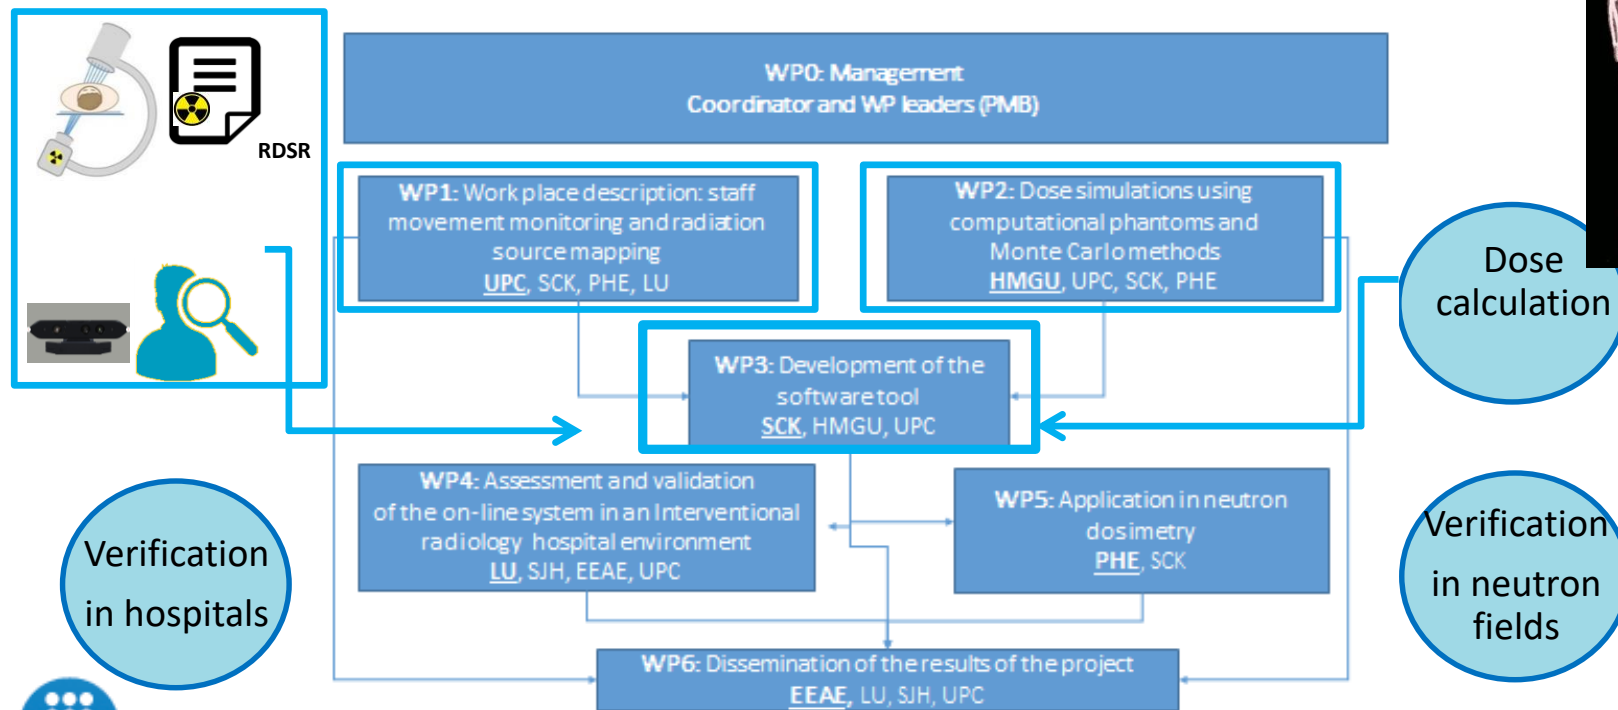 RDSR
WP0: Management
Coordinator and WP leaders (PMB)
WP1: Work place description: staff
movement monitoring and radiation
source mapping
UPC, SCK, PHE, LU
WP2: Dose simulations using
computational phantoms and
Monte Carlo methods
HMGU, UPC, SCK, PHE
Dose
calculation
WP3: Development of the
software tool
SCK, HMGU, UPC
WP4: Assessment and validation
of the on-line system in an Interventional
radiology hospital environment
LU, SJH, EEAE, UPC
WP5: Application in neutron
dosimetry
PHE, SCK
Verification
in hospitals
Verification
in neutron
fields
WP6: Dissemination of the results of the project
EEAE, LU, SJH, UPC